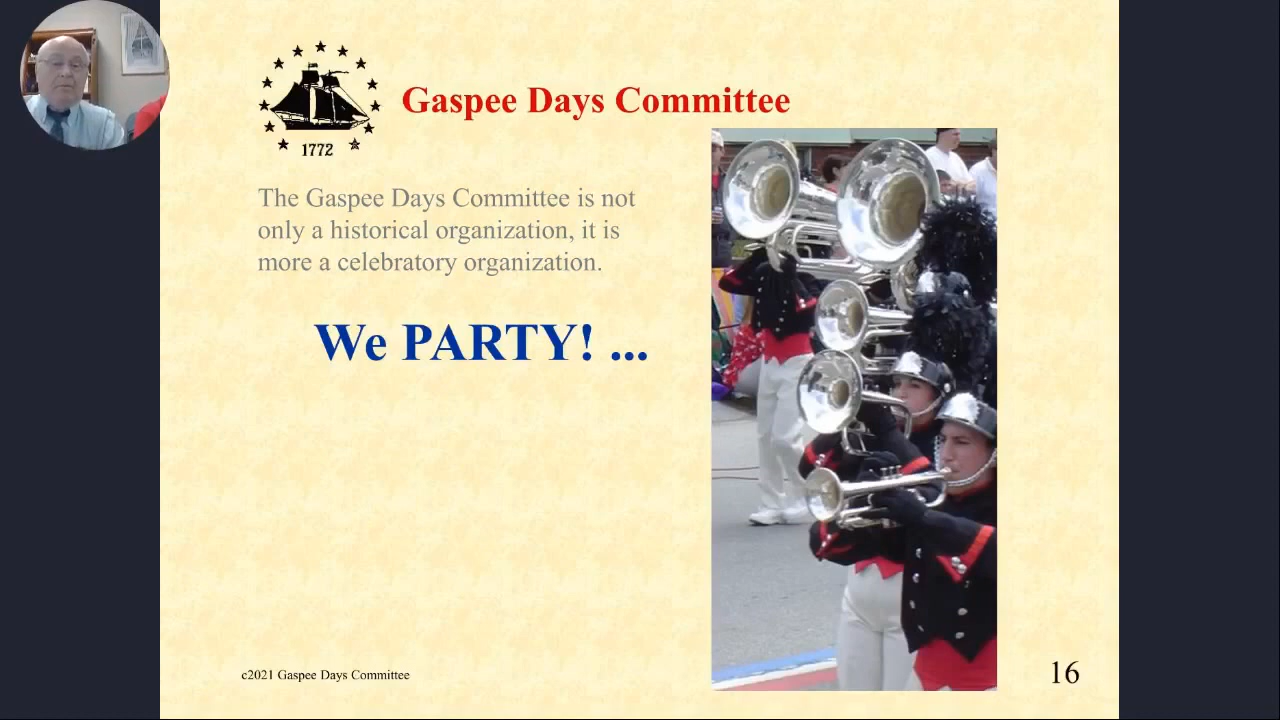 Gaspee Days Committee
1772
The Gaspee Days Committee is not
only a historical organization, it is
more a celebratory organization.
We PARTY! ...
c2021 Gaspee Days Committee
16